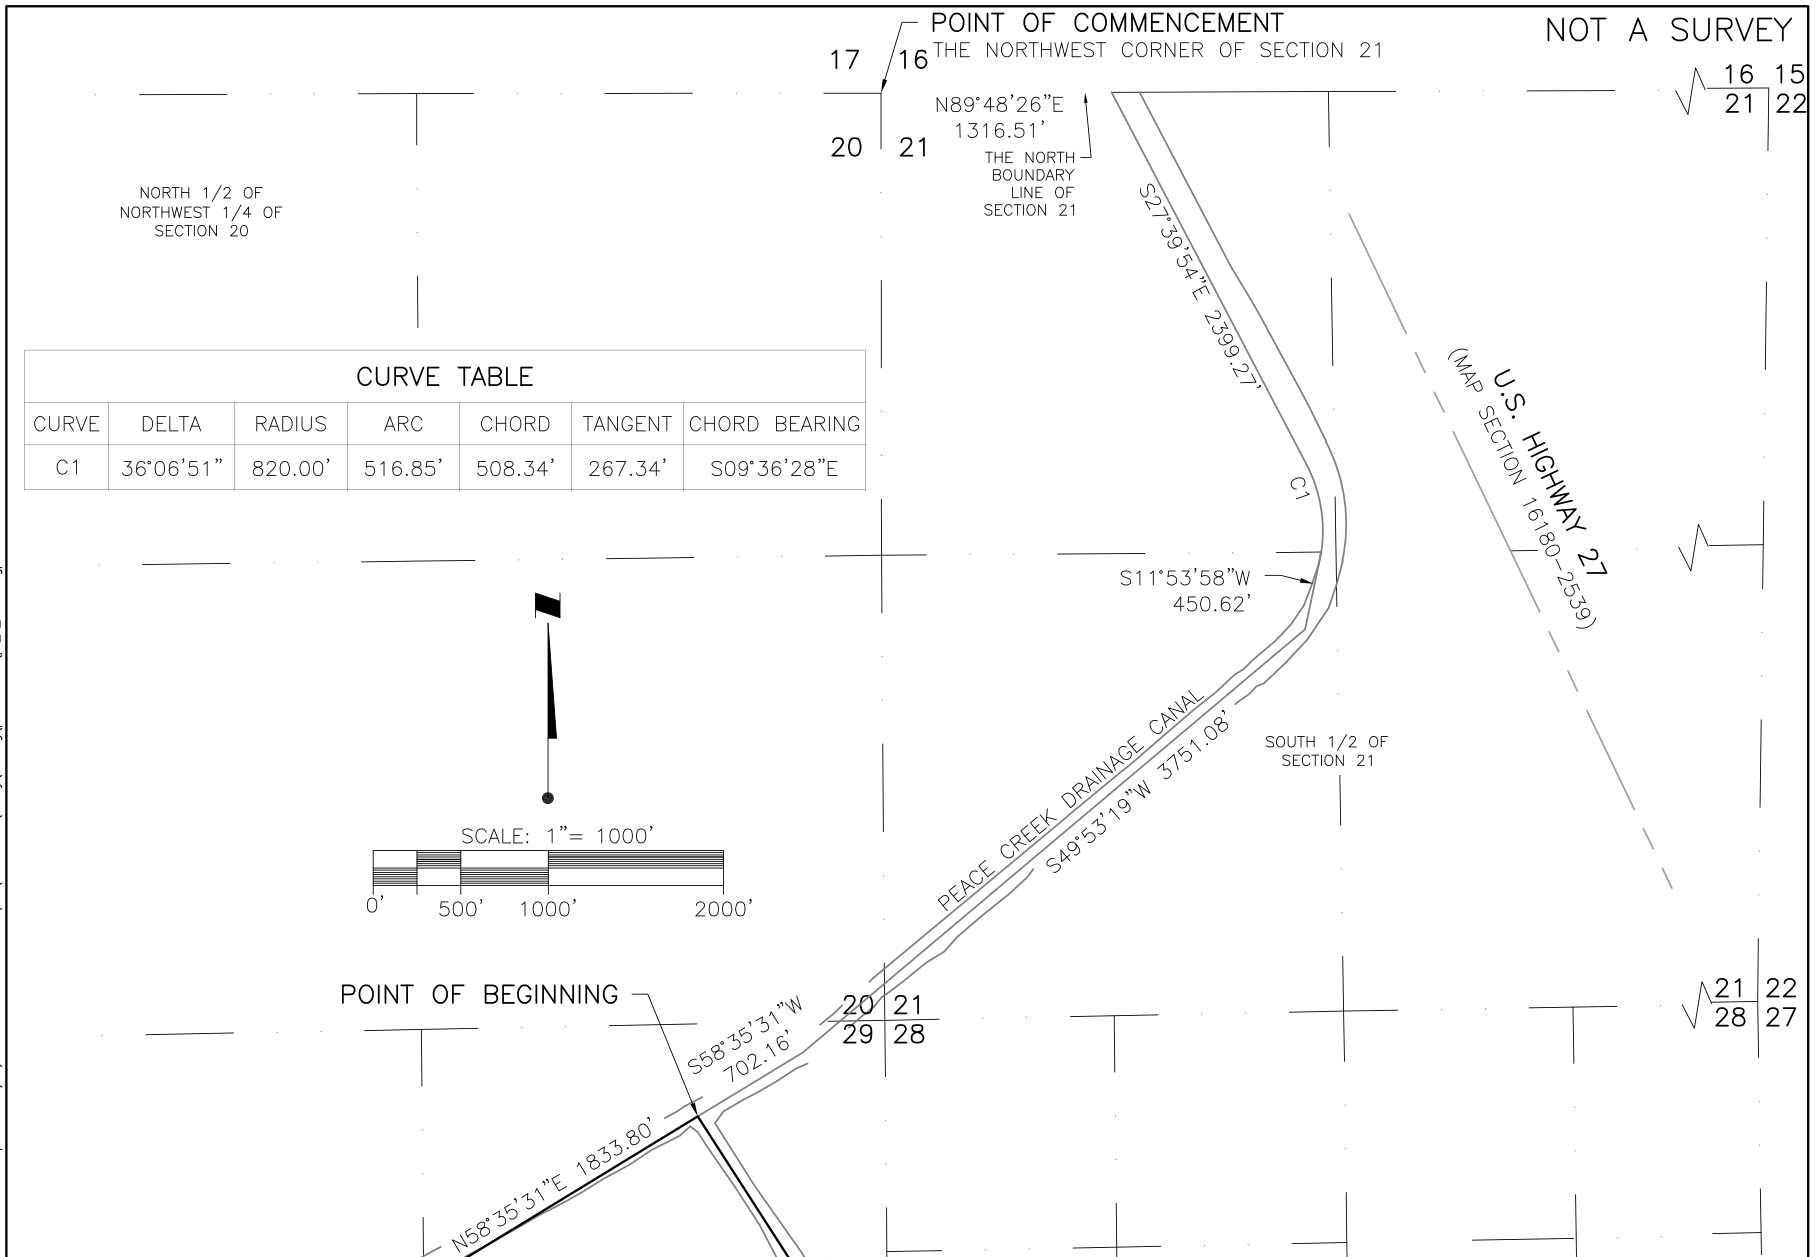 POINT OF COMMENCEMENT
THE NORTHWEST CORNER OF SECTION 21
NOT A SURVEY
17 16
20 21
16 15
21 22
N89°48'26"E
1316.51'
THE NORTH
BOUNDARY
LINE OF
SECTION 21
NORTH 1/2 OF
NORTHWEST 1/4 OF
SECTION 20
S27°39'54"E 2399.27'
U.S. HIGHWAY 27
(MAP SECTION 16180-2539)
CURVE TABLE
CURVE DELTA RADIUS ARC CHORD TANGENT CHORD BEARING
C1 36°06'51" 820.00' 516.85' 508.34' 267.34' S09°36'28"E
C1
S11°53'58"W
450.62'
PEACE CREEK DRAINAGE CANAL
S49°53'19"W 3751.08'
SOUTH 1/2 OF
SECTION 21
SCALE: 1"= 1000'
0' 500' 1000' 2000'
POINT OF BEGINNING
20 21
29 28
21 22
28 27
S58°35'31"W
702.16'
N58°35'31"E 1833.80'